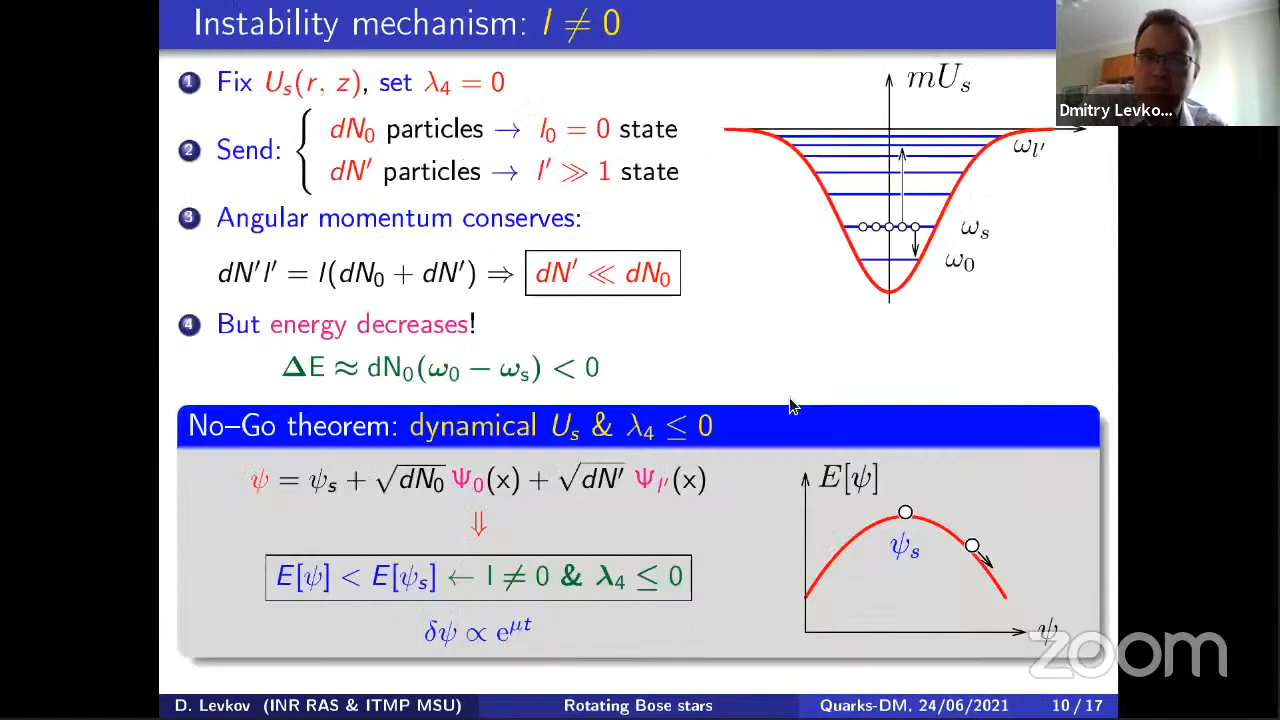 Instability mechanism: l ≠ 0
1 Fix U_s(r, z), set λ_4 = 0
2 Send: { dN_0 particles → l_0 = 0 state
dN′ particles → l′ ≫ 1 state
3 Angular momentum conserves:
dN′l′ = l(dN_0 + dN′) ⇒ dN′ ≪ dN_0
4 But energy decreases!
ΔE ≈ dN_0(ω_0 − ω_s) < 0
mU_s
ω_l′
ω_s
ω_0
Dmitry Levko...
No–Go theorem: dynamical U_s & λ_4 ≤ 0
ψ = ψ_s + √dN_0 Ψ_0(x) + √dN′ Ψ_l′(x)
⇓
E[ψ] < E[ψ_s] ← l ≠ 0 & λ_4 ≤ 0
δψ ∝ e^μt
E[ψ]
ψ_s
ψ
zoom
D. Levkov (INR RAS & ITMP MSU) Rotating Bose stars Quarks-DM, 24/06/2021 10 / 17